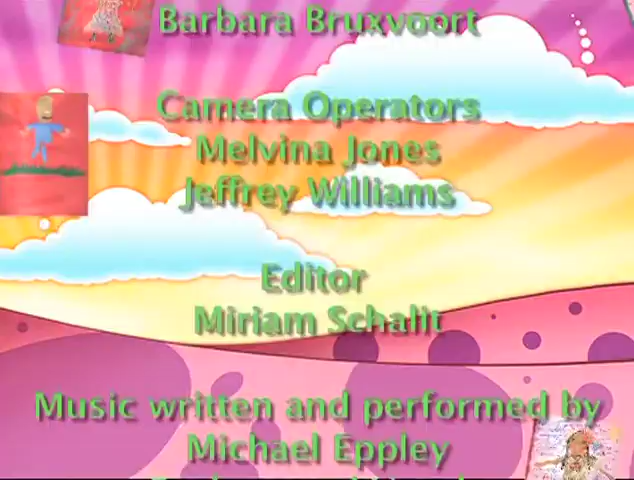 Barbara Bruxvoort
Camera Operators
Melvina Jones
Jeffrey Williams
Editor
Miriam Schalit
Music written and performed by
Michael Eppley